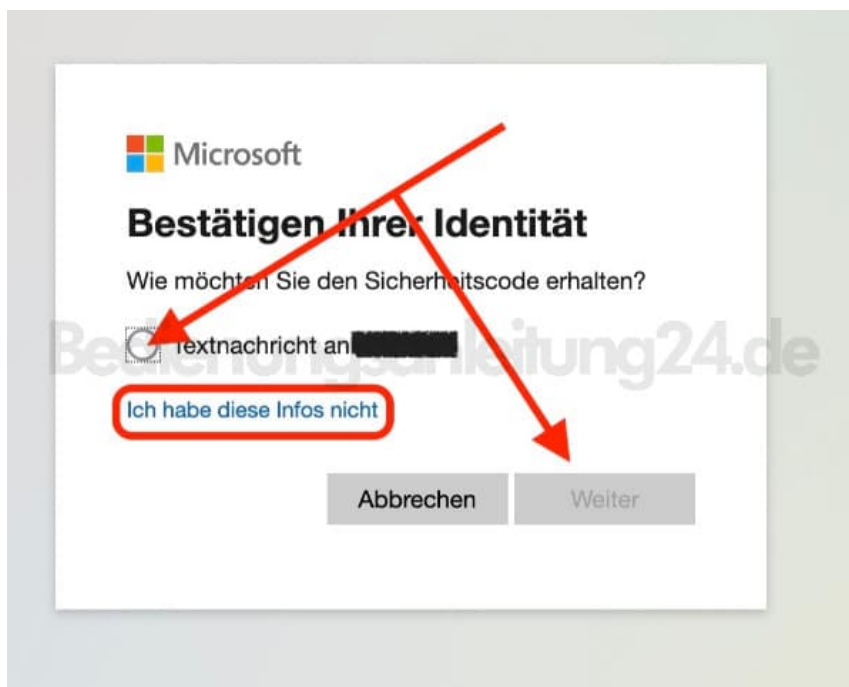 Microsoft
Bestätigen Ihrer Identität
Wie möchten Sie den Sicherheitscode erhalten?
Textnachricht an
Bedienungsanleitung24.de
Ich habe diese Infos nicht
Abbrechen Weiter